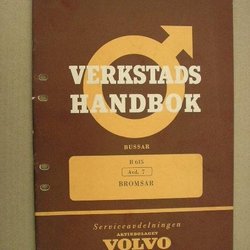 VERKSTADS
HANDBOK
BUSSAR
B 615
Avd. 7
BROMSAR
Serviceavdelningen
AKTIEBOLAGET
VOLVO